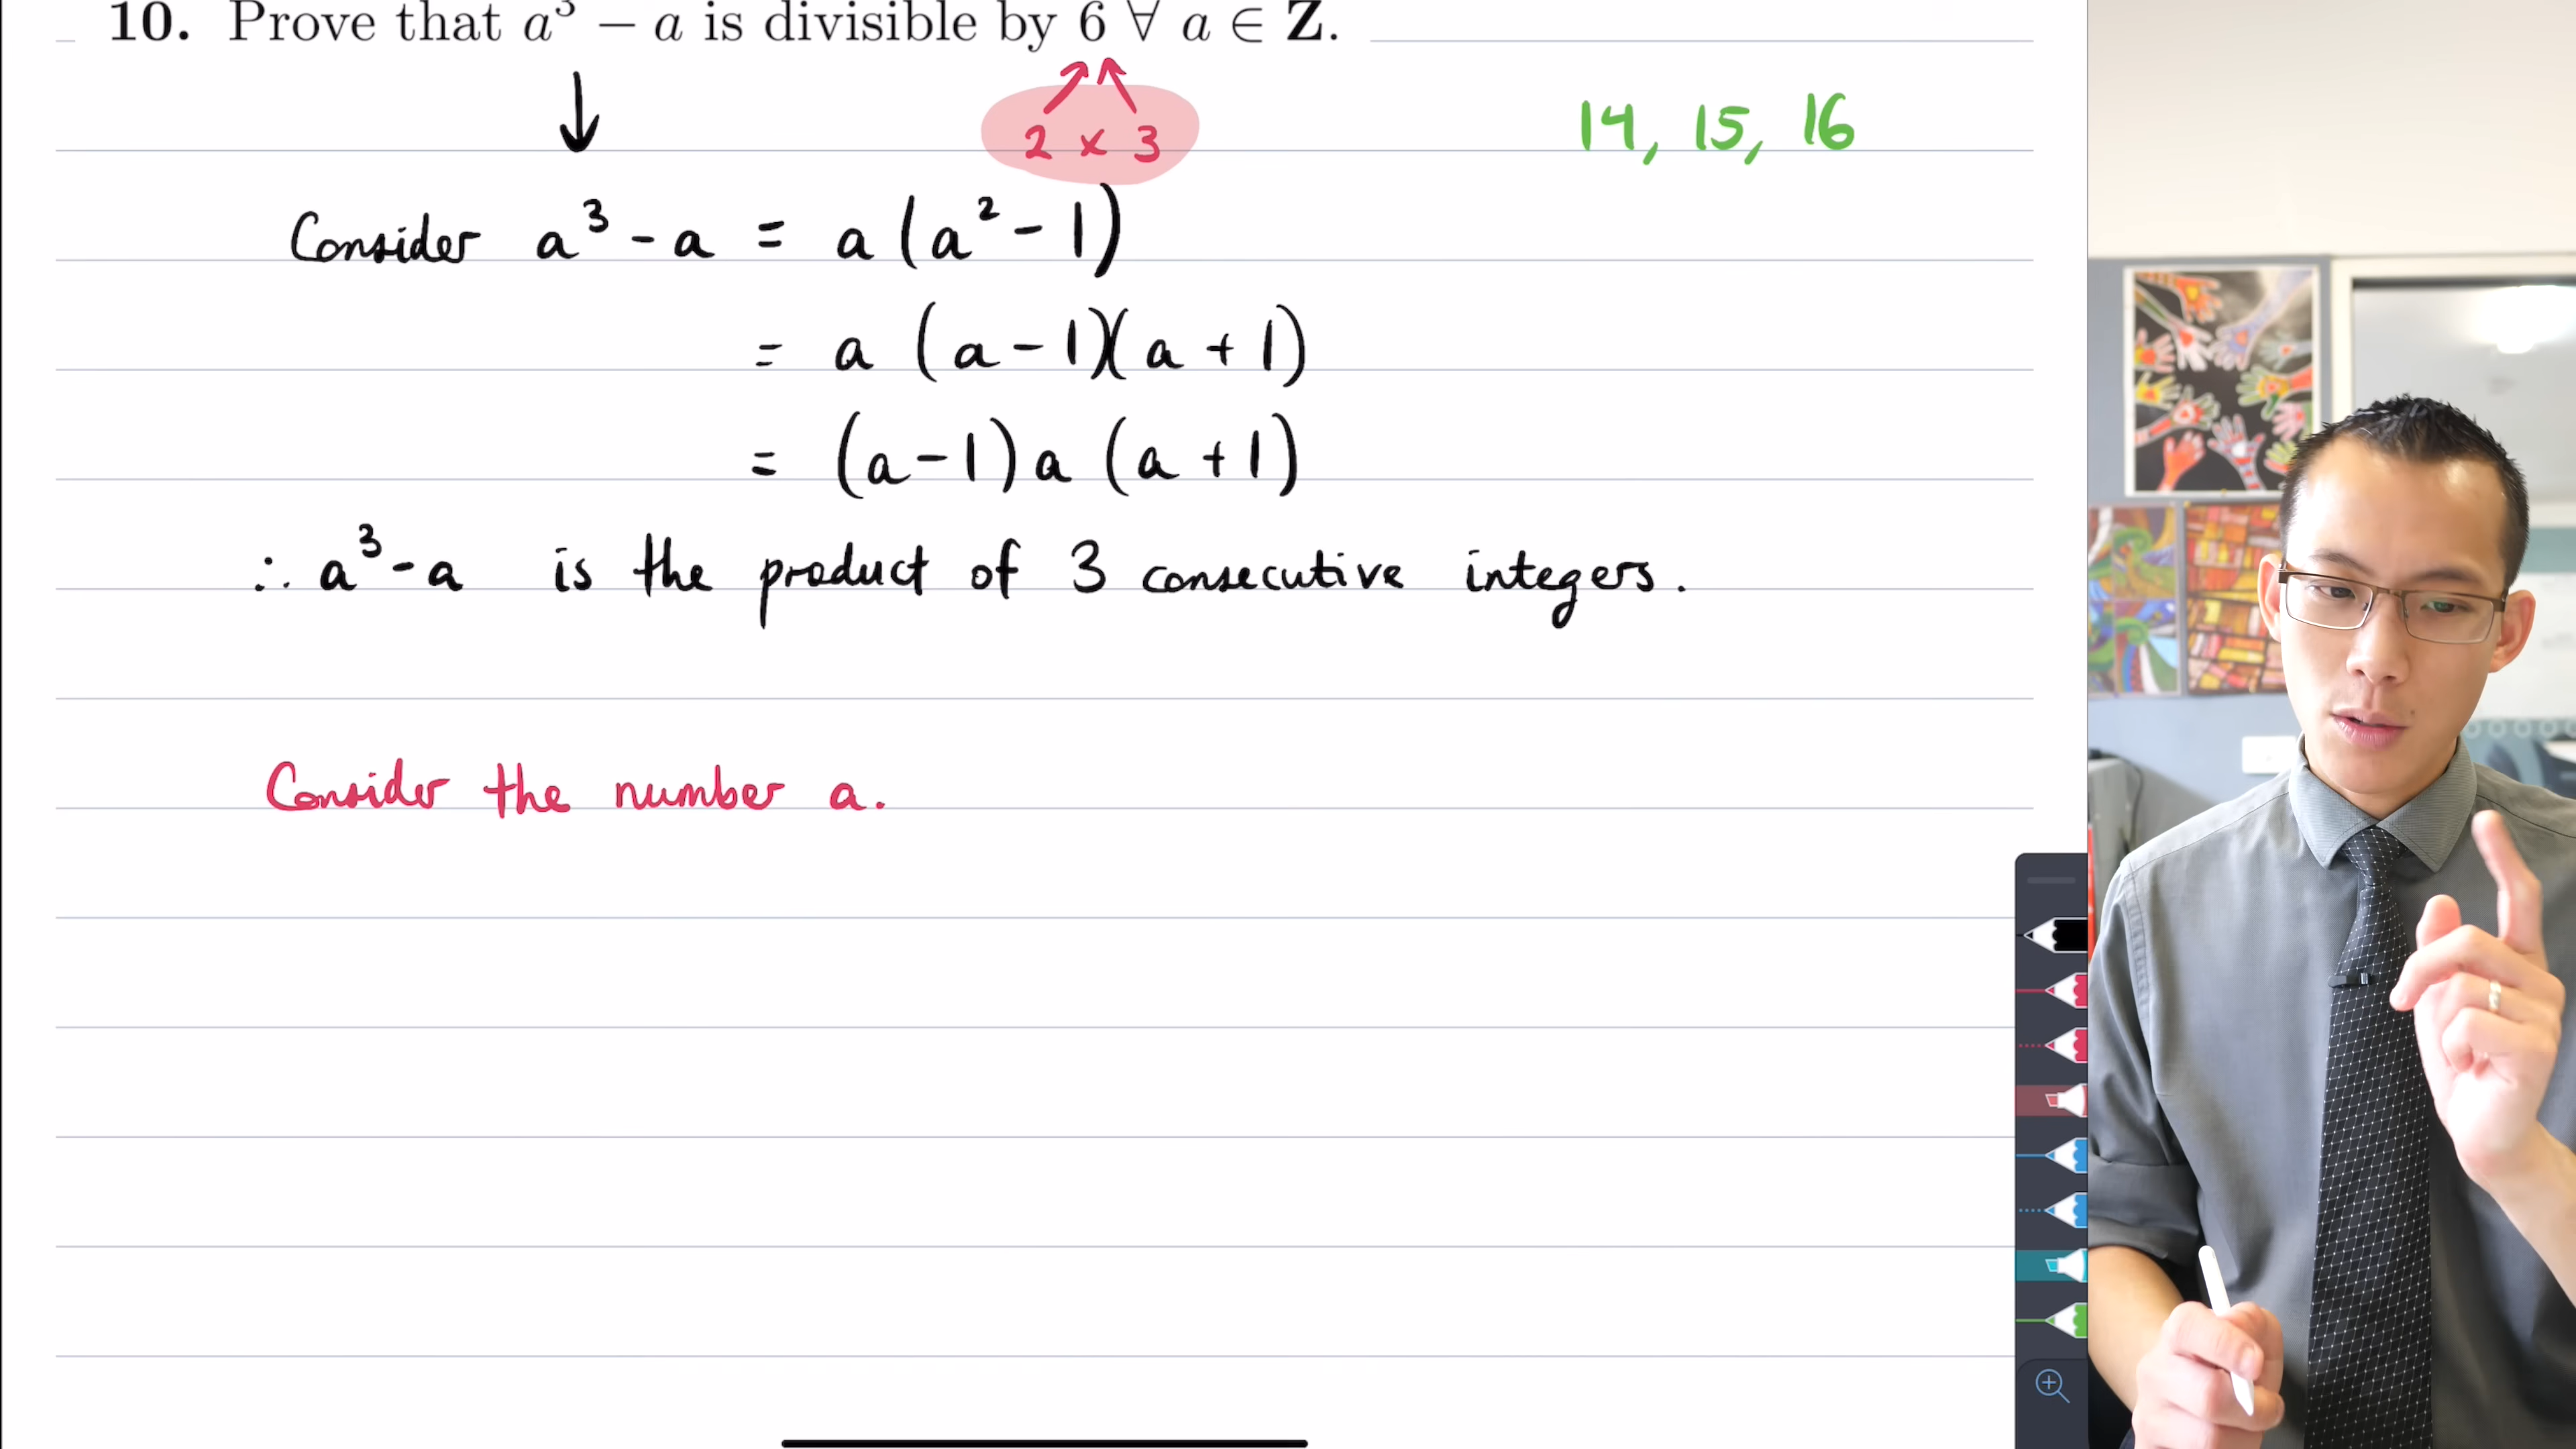 10. Prove that a³ − a is divisible by 6 ∀ a ∈ Z.
2 × 3
14, 15, 16
Consider a³ - a = a (a² - 1)
= a (a - 1)(a + 1)
= (a - 1) a (a + 1)
∴ a³ - a is the product of 3 consecutive integers.
Consider the number a.